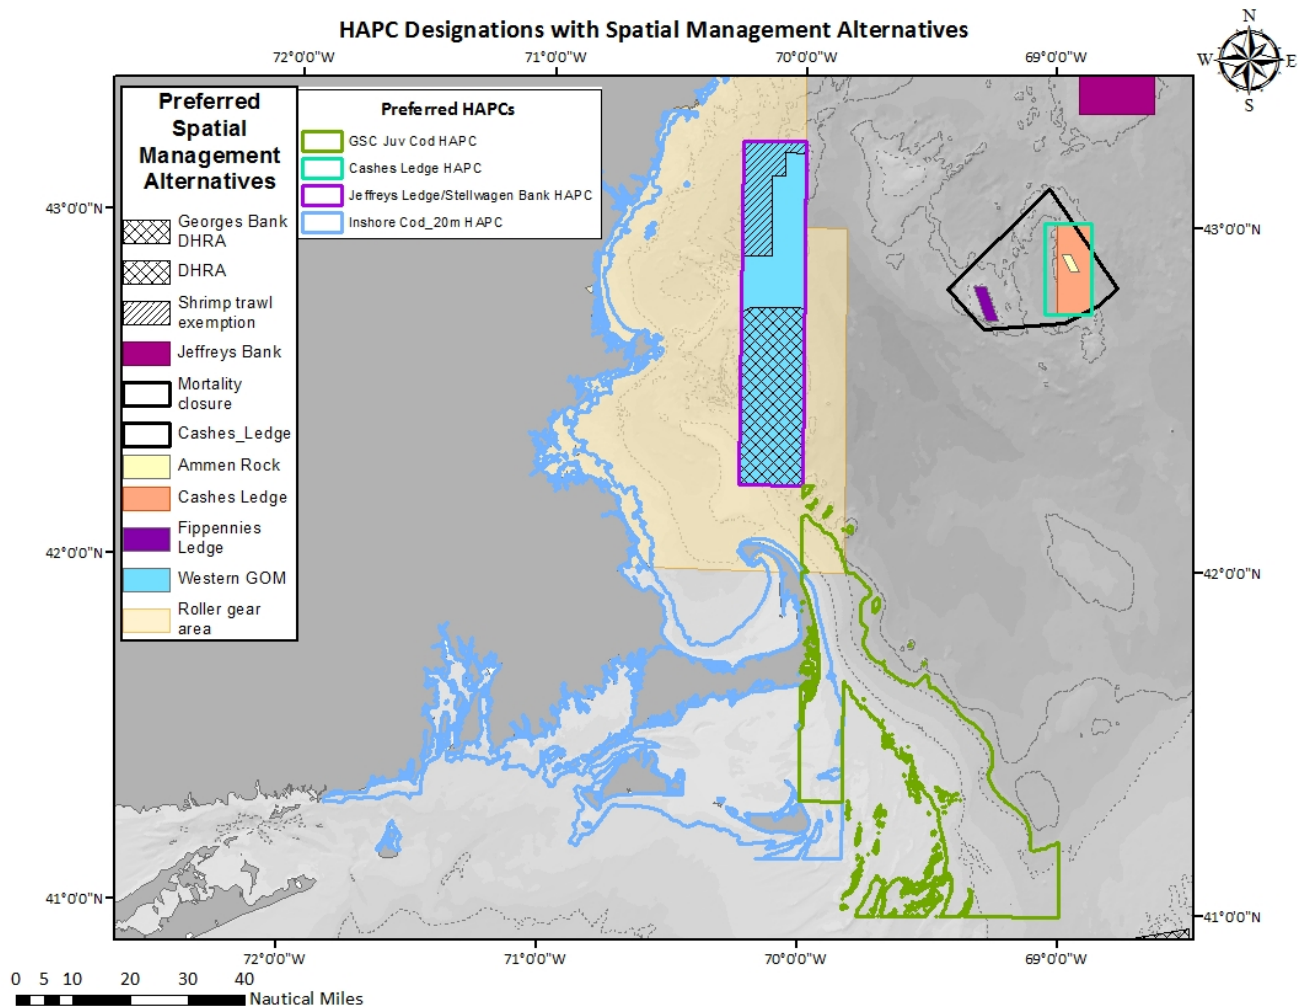 HAPC Designations with Spatial Management Alternatives
N
W E
S
72°0'0"W 71°0'0"W 70°0'0"W 69°0'0"W
Preferred
Spatial
Management
Alternatives
Georges Bank
DHRA
DHRA
Shrimp trawl
exemption
Jeffreys Bank
Mortality
closure
Cashes_Ledge
Ammen Rock
Cashes Ledge
Fippennies
Ledge
Western GOM
Roller gear
area
Preferred HAPCs
GSC Juv Cod HAPC
Cashes Ledge HAPC
Jeffreys Ledge/Stellwagen Bank HAPC
Inshore Cod_20m HAPC
43°0'0"N
42°0'0"N
41°0'0"N
43°0'0"N
42°0'0"N
41°0'0"N
72°0'0"W 71°0'0"W 70°0'0"W 69°0'0"W
0 5 10 20 30 40
Nautical Miles